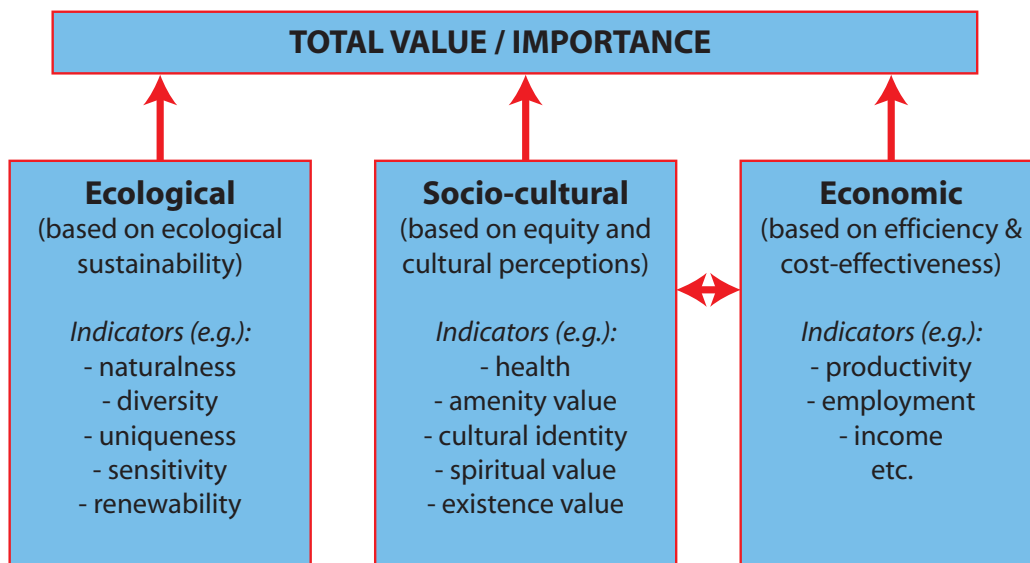 TOTAL VALUE / IMPORTANCE
Ecological
(based on ecological
sustainability)
Indicators (e.g.):
- naturalness
- diversity
- uniqueness
- sensitivity
- renewability
Socio-cultural
(based on equity and
cultural perceptions)
Indicators (e.g.):
- health
- amenity value
- cultural identity
- spiritual value
- existence value
Economic
(based on efficiency &
cost-effectiveness)
Indicators (e.g.):
- productivity
- employment
- income
etc.